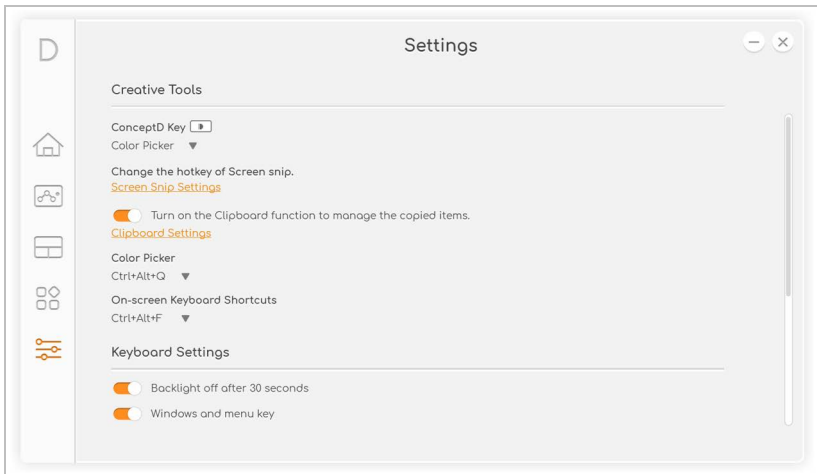 D
Settings
Creative Tools
ConceptD Key
Color Picker
Change the hotkey of Screen snip.
Screen Snip Settings
Turn on the Clipboard function to manage the copied items.
Clipboard Settings
Color Picker
Ctrl+Alt+Q
On-screen Keyboard Shortcuts
Ctrl+Alt+F
Keyboard Settings
Backlight off after 30 seconds
Windows and menu key